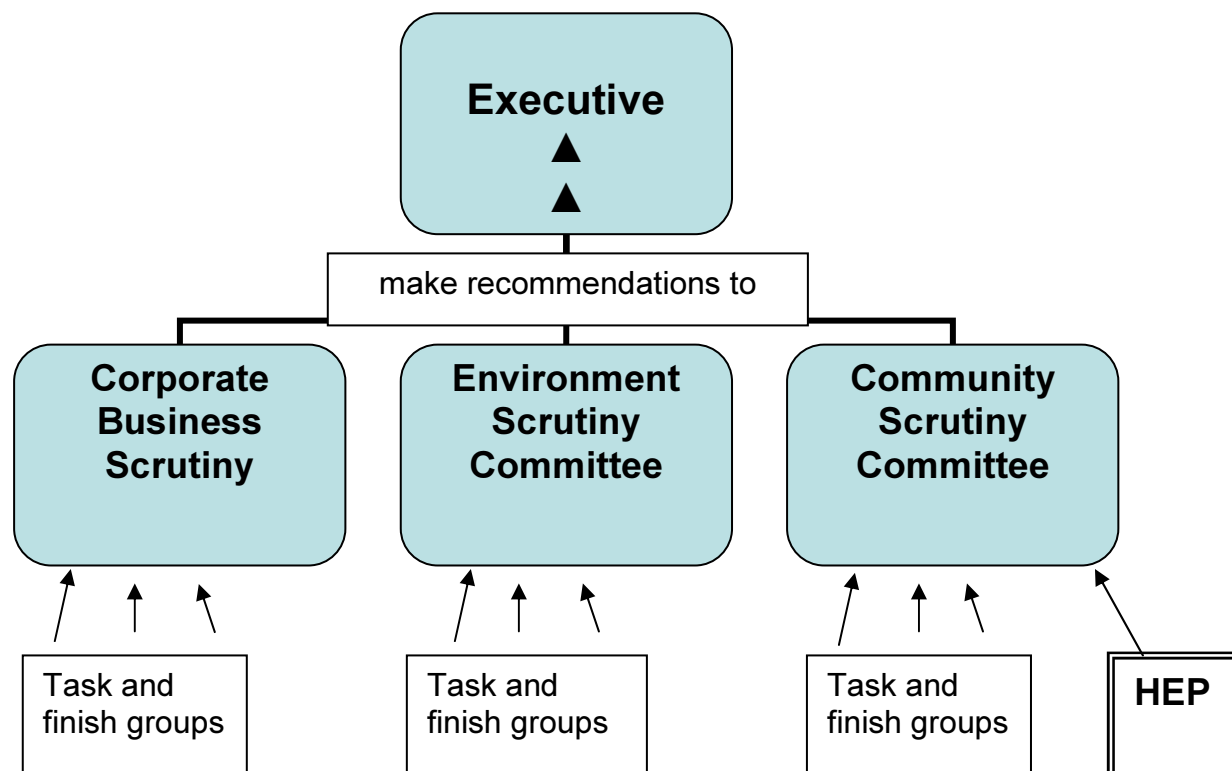 Executive
make recommendations to
Corporate
Business
Scrutiny
Environment
Scrutiny
Committee
Community
Scrutiny
Committee
Task and
finish groups
Task and
finish groups
Task and
finish groups
HEP